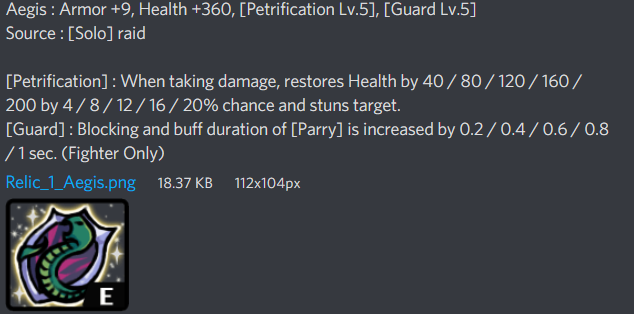 Aegis : Armor +9, Health +360, [Petrification Lv.5], [Guard Lv.5]
Source : [Solo] raid
[Petrification] : When taking damage, restores Health by 40 / 80 / 120 / 160 /
200 by 4 / 8 / 12 / 16 / 20% chance and stuns target.
[Guard] : Blocking and buff duration of [Parry] is increased by 0.2 / 0.4 / 0.6 / 0.8
/ 1 sec. (Fighter Only)
Relic_1_Aegis.png 18.37 KB 112x104px
E